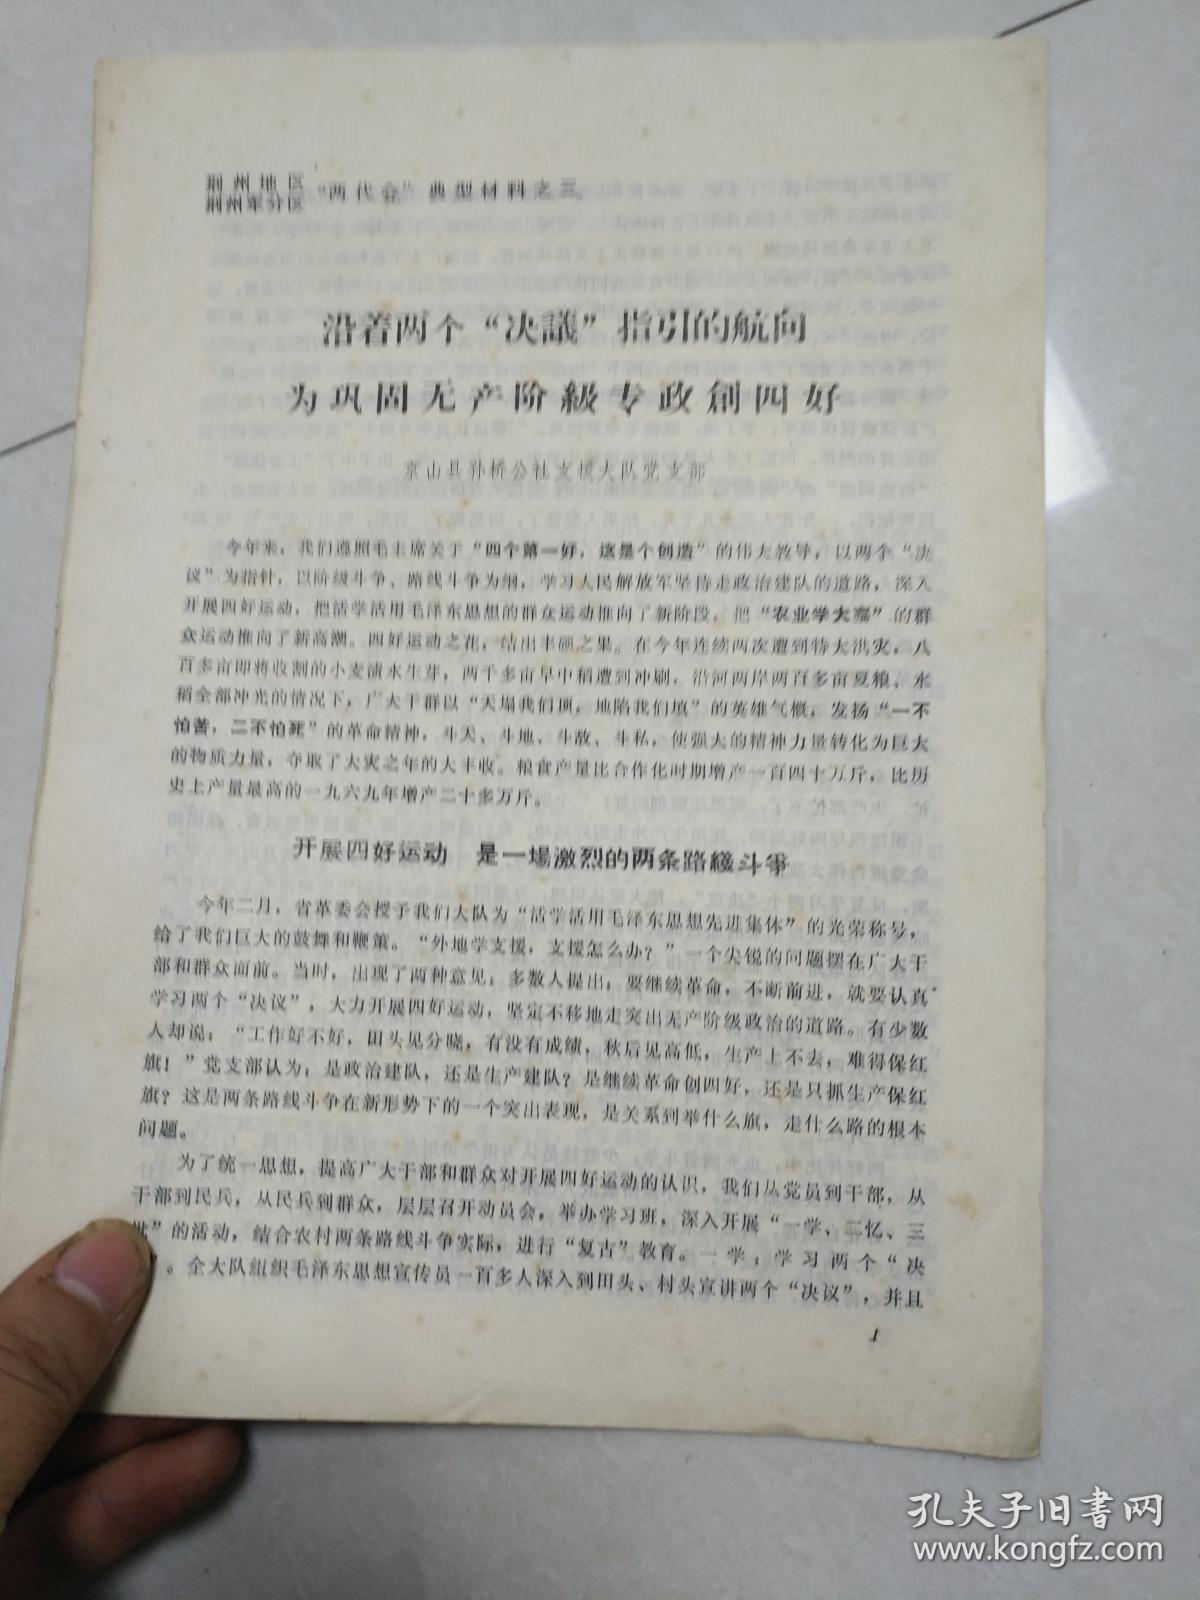 荆州地区
荆州军分区
“两代会”典型材料之三
沿着两个“决議”指引的航向
为巩固无产阶級专政創四好
京山县孙桥公社支援大队党支部
今年来，我们遵照毛主席关于“四个第一好，这是个创造”的伟大教导，以两个“决
议”为指针，以阶级斗争、路线斗争为纲，学习人民解放军坚持走政治建队的道路，深入
开展四好运动，把活学活用毛泽东思想的群众运动推向了新阶段，把“农业学大寨”的群
众运动推向了新高潮。四好运动之花，结出丰硕之果。在今年连续两次遭到特大洪灾，八
百多亩即将收割的小麦渍水生芽，两千多亩早中稻遭到冲刷，沿河两岸两百多亩夏粮、水
稻全部冲光的情况下，广大干群以“天塌我们顶，地陷我们填”的英雄气概，发扬“一不
怕苦，二不怕死”的革命精神，斗天、斗地、斗敌、斗私，使强大的精神力量转化为巨大
的物质力量，夺取了大灾之年的大丰收。粮食产量比合作化时期增产一百四十万斤，比历
史上产量最高的一九六九年增产二十多万斤。
开展四好运动　是一場激烈的两条路綫斗爭
今年二月，省革委会授予我们大队为“活学活用毛泽东思想先进集体”的光荣称号，
给了我们巨大的鼓舞和鞭策。“外地学支援，支援怎么办？”一个尖锐的问题摆在广大干
部和群众面前。当时，出现了两种意见：多数人提出：要继续革命，不断前进，就要认真
学习两个“决议”，大力开展四好运动，坚定不移地走突出无产阶级政治的道路。有少数
人却说：“工作好不好，田头见分晓，有没有成绩，秋后见高低，生产上不去，难得保红
旗！”党支部认为：是政治建队，还是生产建队？是继续革命创四好，还是只抓生产保红
旗？这是两条路线斗争在新形势下的一个突出表现，是关系到举什么旗，走什么路的根本
问题。
为了统一思想，提高广大干部和群众对开展四好运动的认识，我们从党员到干部，从
干部到民兵，从民兵到群众，层层召开动员会，举办学习班，深入开展“一学、二忆、三
批”的活动，结合农村两条路线斗争实际，进行“复古”教育。一学：学习两个“决
。全大队组织毛泽东思想宣传员一百多人深入到田头、村头宣讲两个“决议”，并且
1
孔夫子旧书网
www.kongfz.com